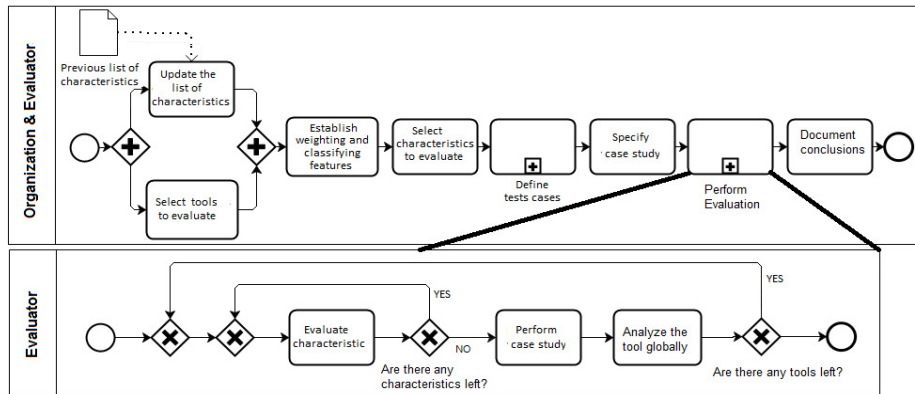 Organization & Evaluator
Previous list of
characteristics
Update the
list of
characteristics
Select tools
to evaluate
Establish
weighting and
classifying
features
Select
characteristics
to evaluate
Define
tests cases
Specify
case study
Perform
Evaluation
Document
conclusions
Evaluator
Evaluate
characteristic
YES
NO
Are there any
characteristics left?
Perform
case study
Analyze the
tool globally
YES
Are there any tools left?